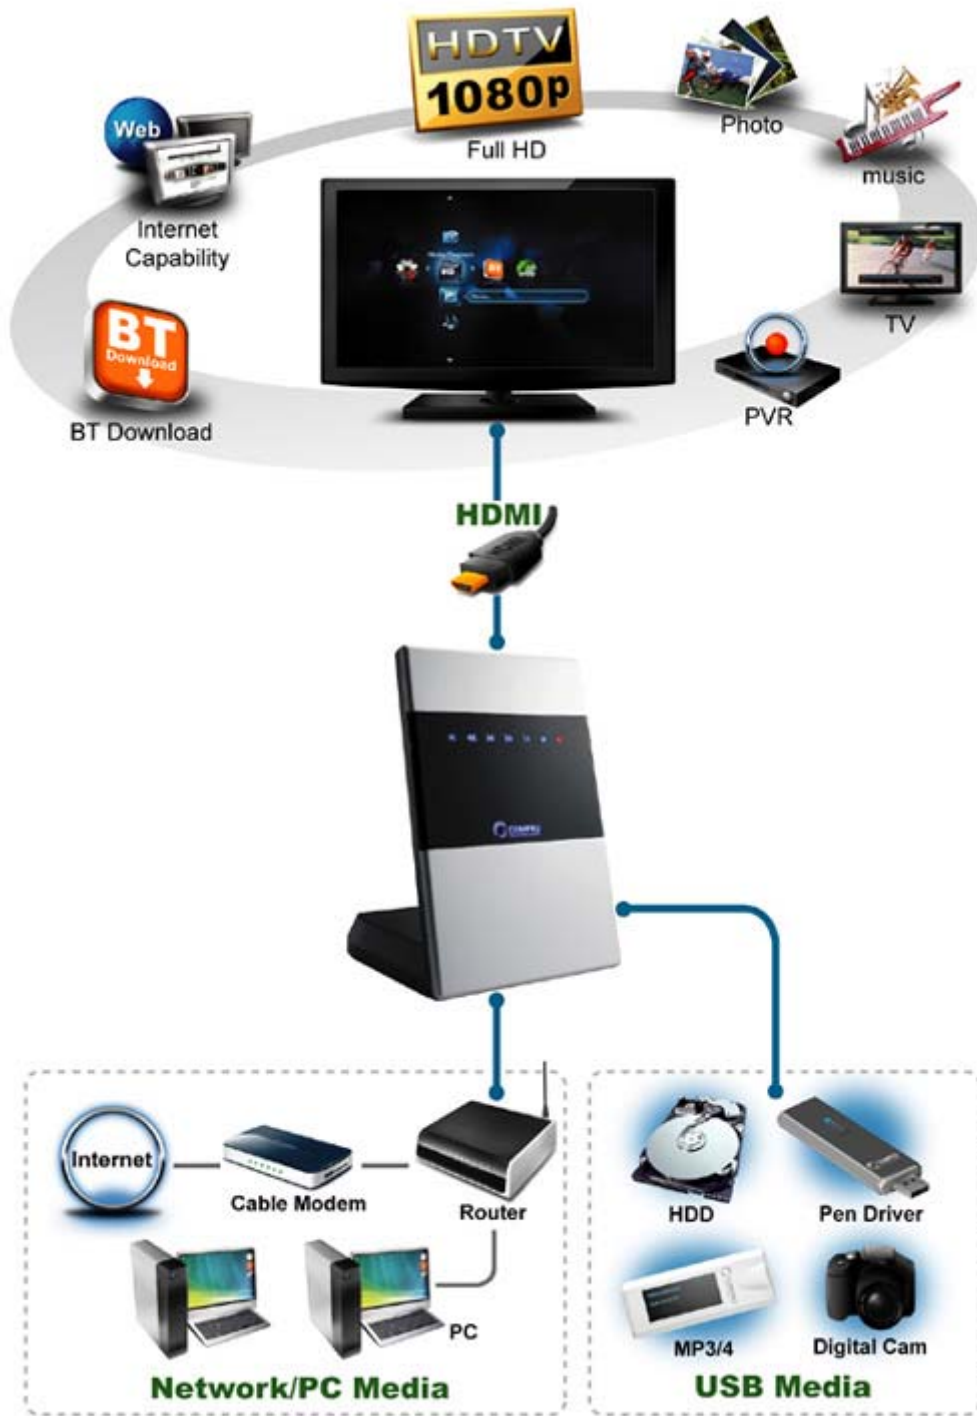 HDTV
1080p
Full HD
Photo
music
Web
Internet
Capability
TV
BT
Download
BT Download
PVR
HDMI
Internet
Cable Modem
Router
HDD
Pen Driver
PC
MP3/4
Digital Cam
Network/PC Media
USB Media